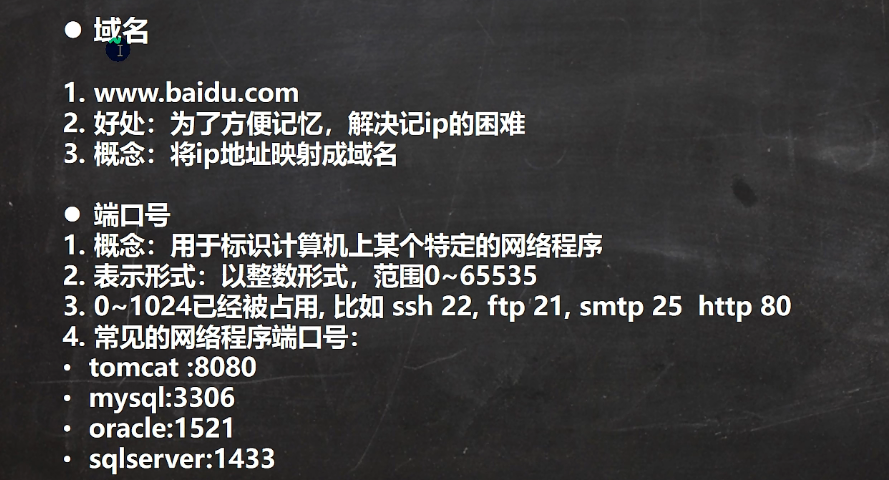 ● 域名
1. www.baidu.com
2. 好处：为了方便记忆，解决记ip的困难
3. 概念：将ip地址映射成域名
● 端口号
1. 概念：用于标识计算机上某个特定的网络程序
2. 表示形式：以整数形式，范围0~65535
3. 0~1024已经被占用, 比如 ssh 22, ftp 21, smtp 25  http 80
4. 常见的网络程序端口号：
• tomcat :8080
• mysql:3306
• oracle:1521
• sqlserver:1433